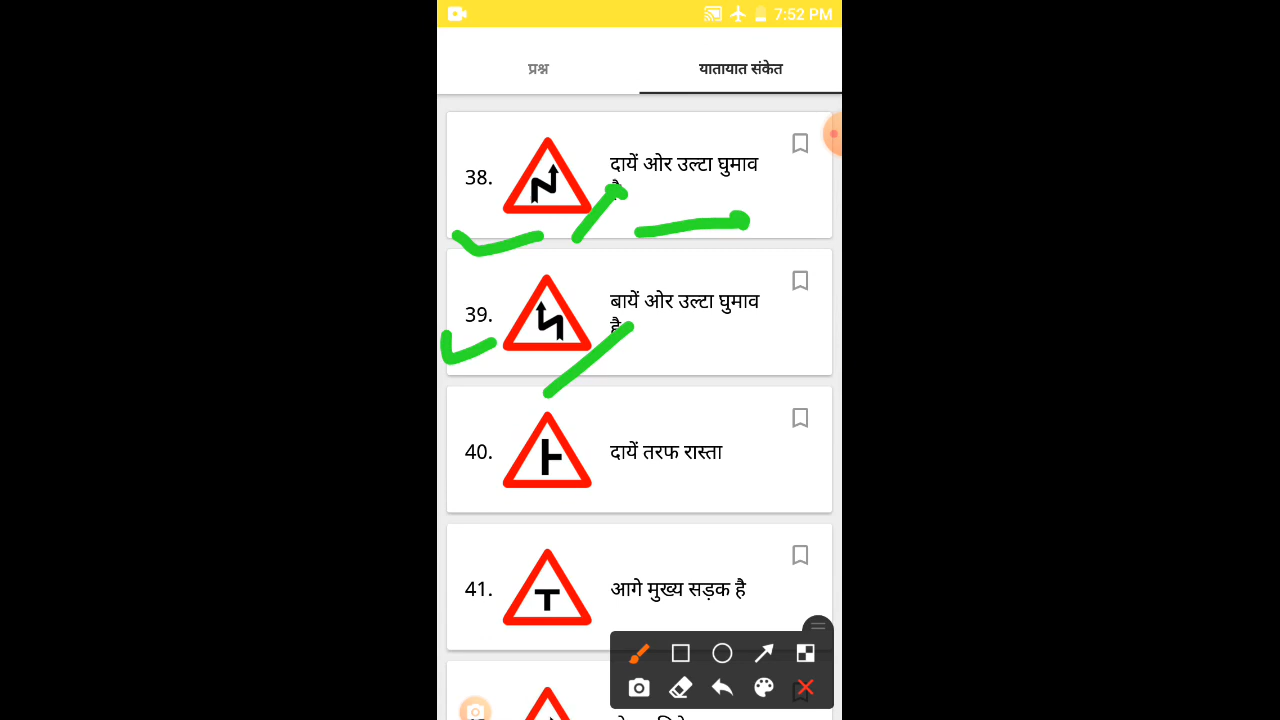 7:52 PM
प्रश्न
यातायात संकेत
38.
दायें ओर उल्टा घुमाव
39.
बायें ओर उल्टा घुमाव
है
40.
दायें तरफ रास्ता
41.
आगे मुख्य सड़क है